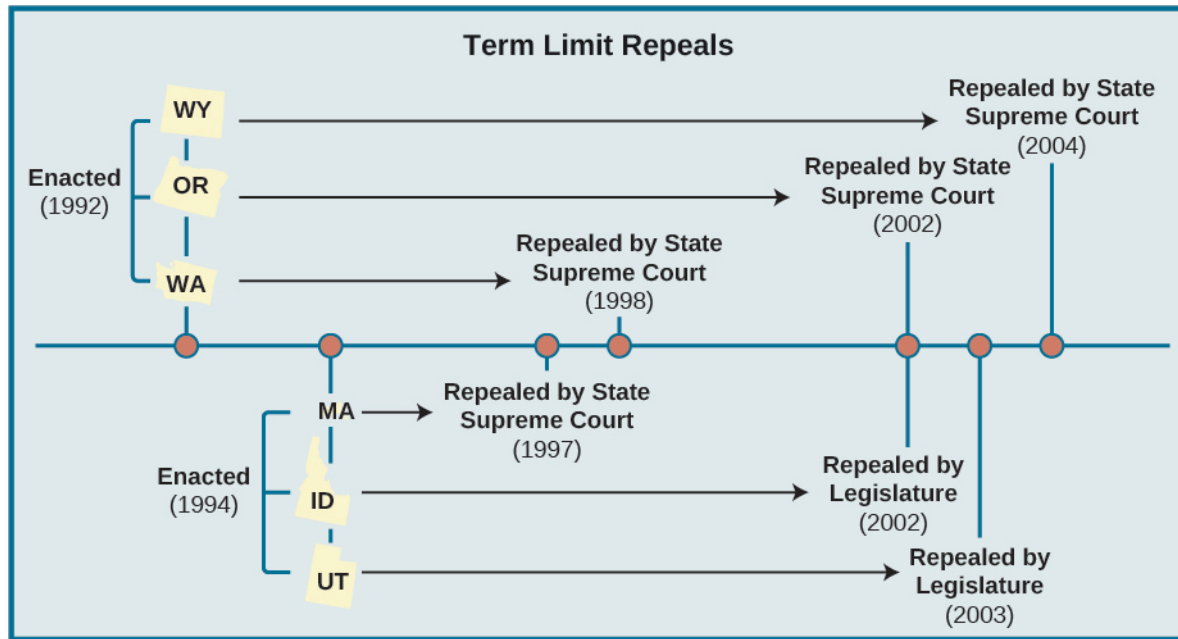 Term Limit Repeals
WY
Repealed by State
Supreme Court
(2004)
Enacted
(1992)
OR
Repealed by State
Supreme Court
(2002)
WA
Repealed by State
Supreme Court
(1998)
MA
Repealed by State
Supreme Court
(1997)
Enacted
(1994)
ID
Repealed by
Legislature
(2002)
UT
Repealed by
Legislature
(2003)